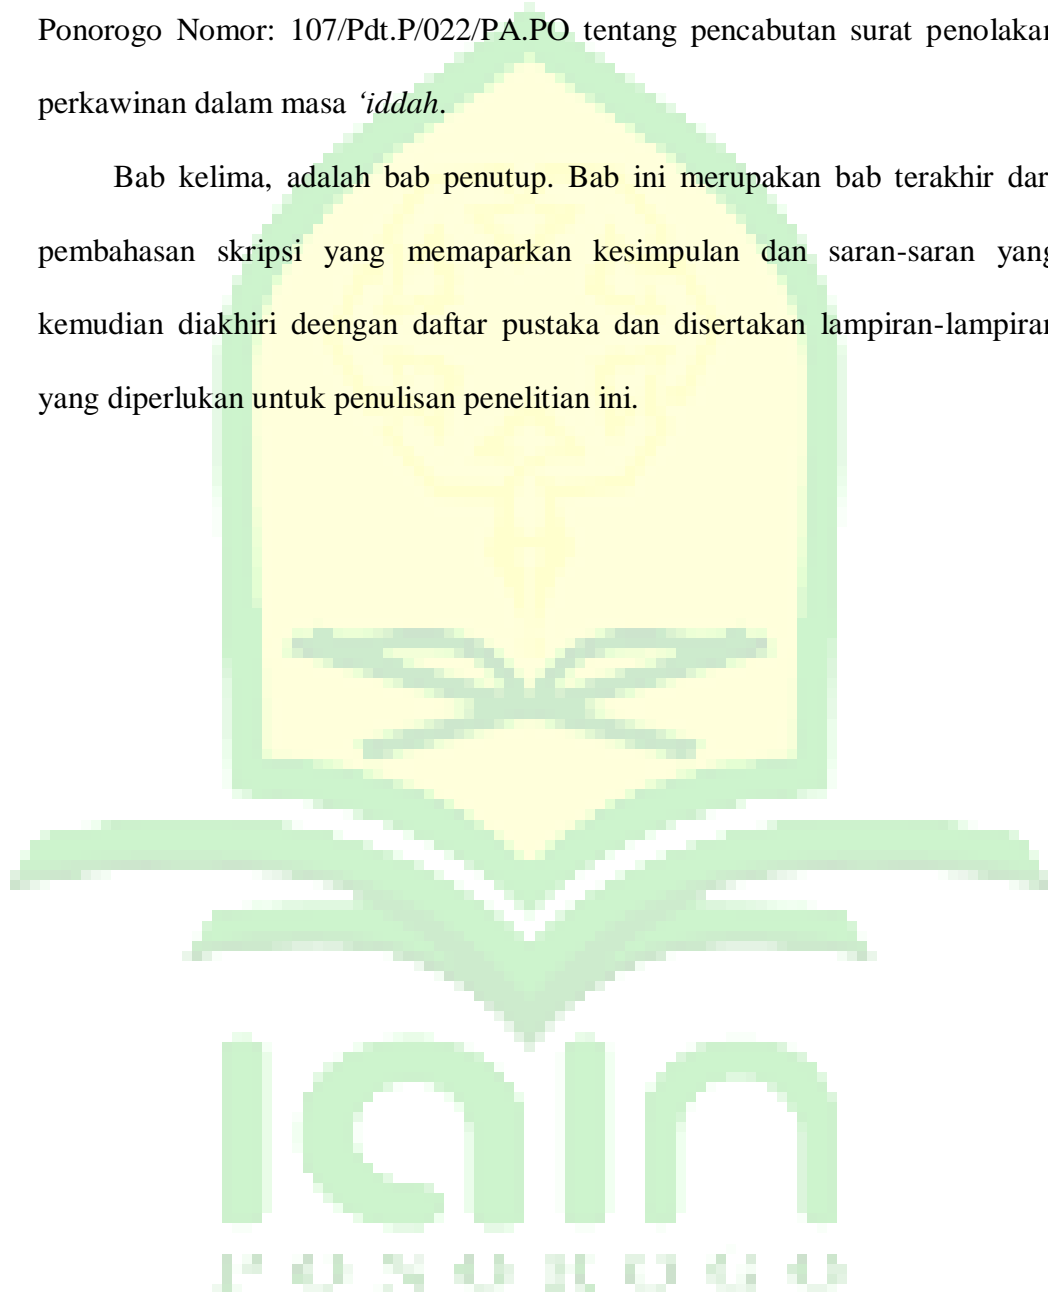 Ponorogo Nomor: 107/Pdt.P/022/PA.PO tentang pencabutan surat penolakan
perkawinan dalam masa ‘iddah.
Bab kelima, adalah bab penutup. Bab ini merupakan bab terakhir dari
pembahasan skripsi yang memaparkan kesimpulan dan saran-saran yang
kemudian diakhiri deengan daftar pustaka dan disertakan lampiran-lampiran
yang diperlukan untuk penulisan penelitian ini.
iain
PONOROGO